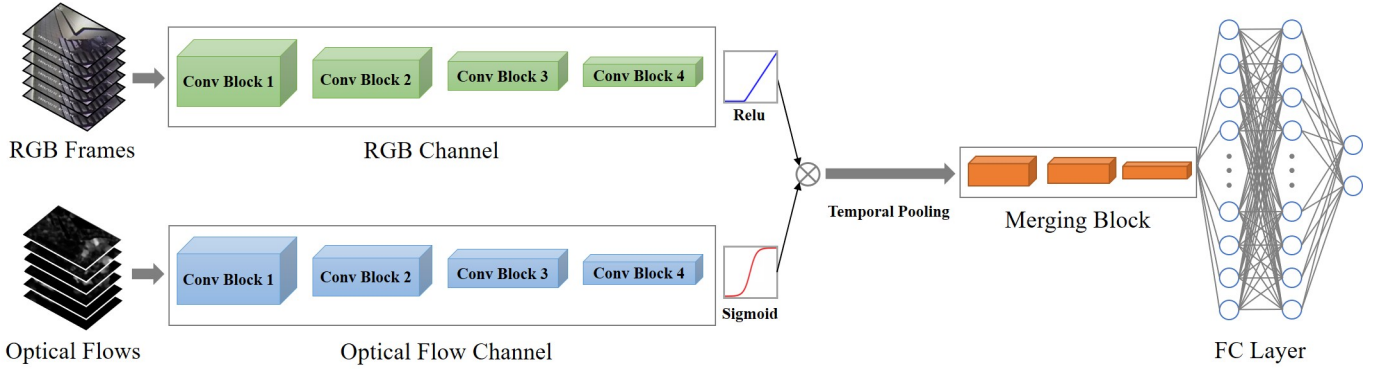 Conv Block 1
Conv Block 2
Conv Block 3
Conv Block 4
Relu
RGB Frames
RGB Channel
Temporal Pooling
Merging Block
Conv Block 1
Conv Block 2
Conv Block 3
Conv Block 4
Sigmoid
Optical Flows
Optical Flow Channel
FC Layer